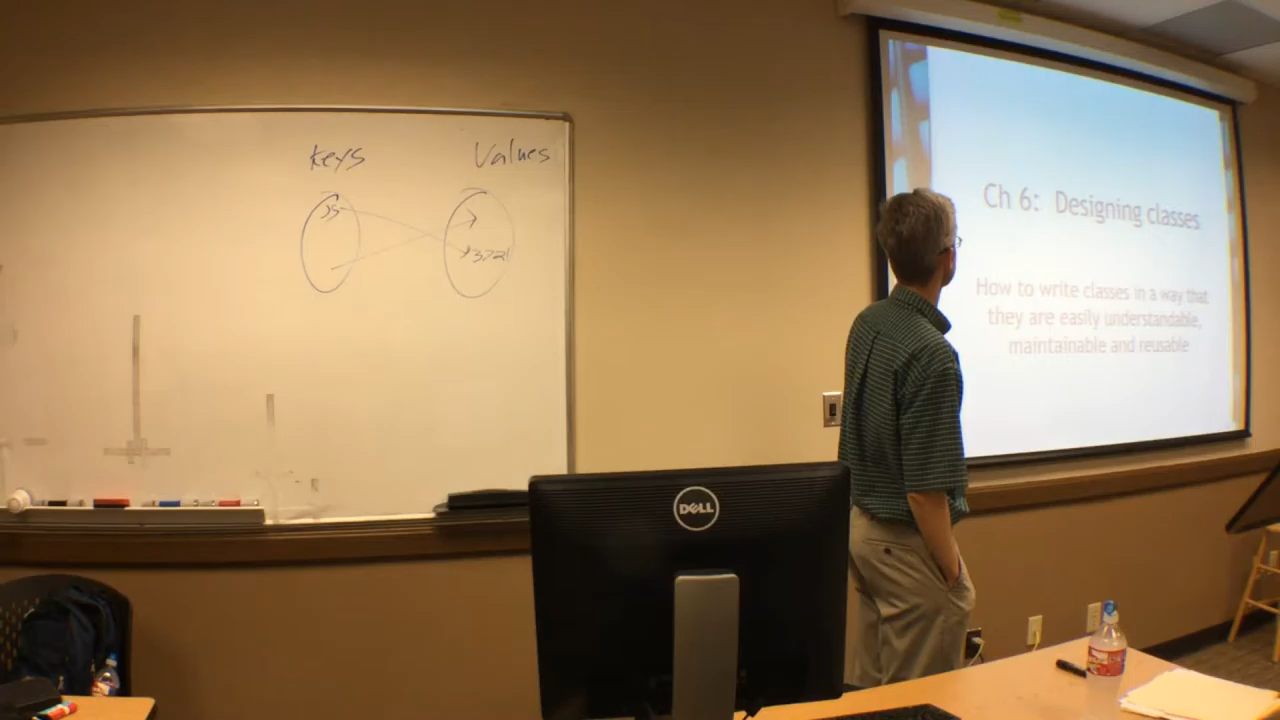 Keys
Values
35
3721
Ch 6: Designing classes
How to write classes in a way that
they are easily understandable,
maintainable and reusable
DELL